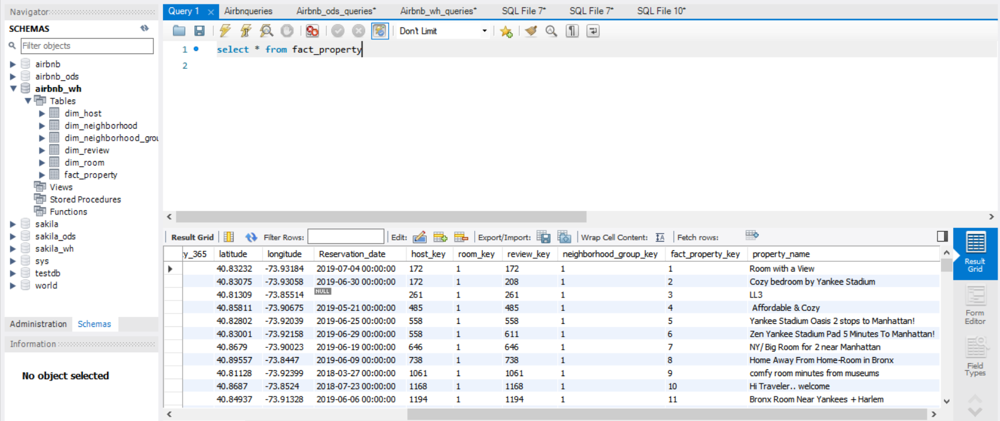 Navigator
SCHEMAS
Filter objects
airbnb
airbnb_ods
airbnb_wh
Tables
dim_host
dim_neighborhood
dim_neighborhood_grou
dim_review
dim_room
fact_property
Views
Stored Procedures
Functions
sakila
sakila_ods
sakila_wh
sys
testdb
world
Administration Schemas
Information
No object selected
Query 1 Airbnqueries Airbnb_ods_queries* Airbnb_wh_queries* SQL File 7* SQL File 7* SQL File 10*
Don't Limit
1 select * from fact_property
2
Result Grid Filter Rows: Edit: Export/Import: Wrap Cell Content: Fetch rows:
ty_365 latitude longitude Reservation_date host_key room_key review_key neighborhood_group_key fact_property_key property_name
40.83232 -73.93184 2019-07-04 00:00:00 172 1 172 1 1 Room with a View
40.83075 -73.93058 2019-06-30 00:00:00 172 1 208 1 2 Cozy bedroom by Yankee Stadium
40.81309 -73.85514 NULL 261 1 261 1 3 LL3
40.85811 -73.90675 2019-05-21 00:00:00 485 1 485 1 4 Affordable & Cozy
40.82802 -73.92039 2019-06-25 00:00:00 558 1 558 1 5 Yankee Stadium Oasis 2 stops to Manhattan!
40.83001 -73.92158 2019-06-29 00:00:00 558 1 611 1 6 Zen Yankee Stadium Pad 5 Minutes To Manhattan!
40.8679 -73.90023 2019-06-19 00:00:00 646 1 646 1 7 NY/ Big Room for 2 near Manhattan
40.89557 -73.8447 2019-06-09 00:00:00 738 1 738 1 8 Home Away From Home-Room in Bronx
40.81128 -73.92399 2018-03-27 00:00:00 1061 1 1061 1 9 comfy room minutes from museums
40.8687 -73.8524 2018-07-23 00:00:00 1168 1 1168 1 10 Hi Traveler.. welcome
40.84937 -73.91328 2019-06-06 00:00:00 1194 1 1194 1 11 Bronx Room Near Yankees + Harlem
Result
Grid
Form
Editor
Field
Types